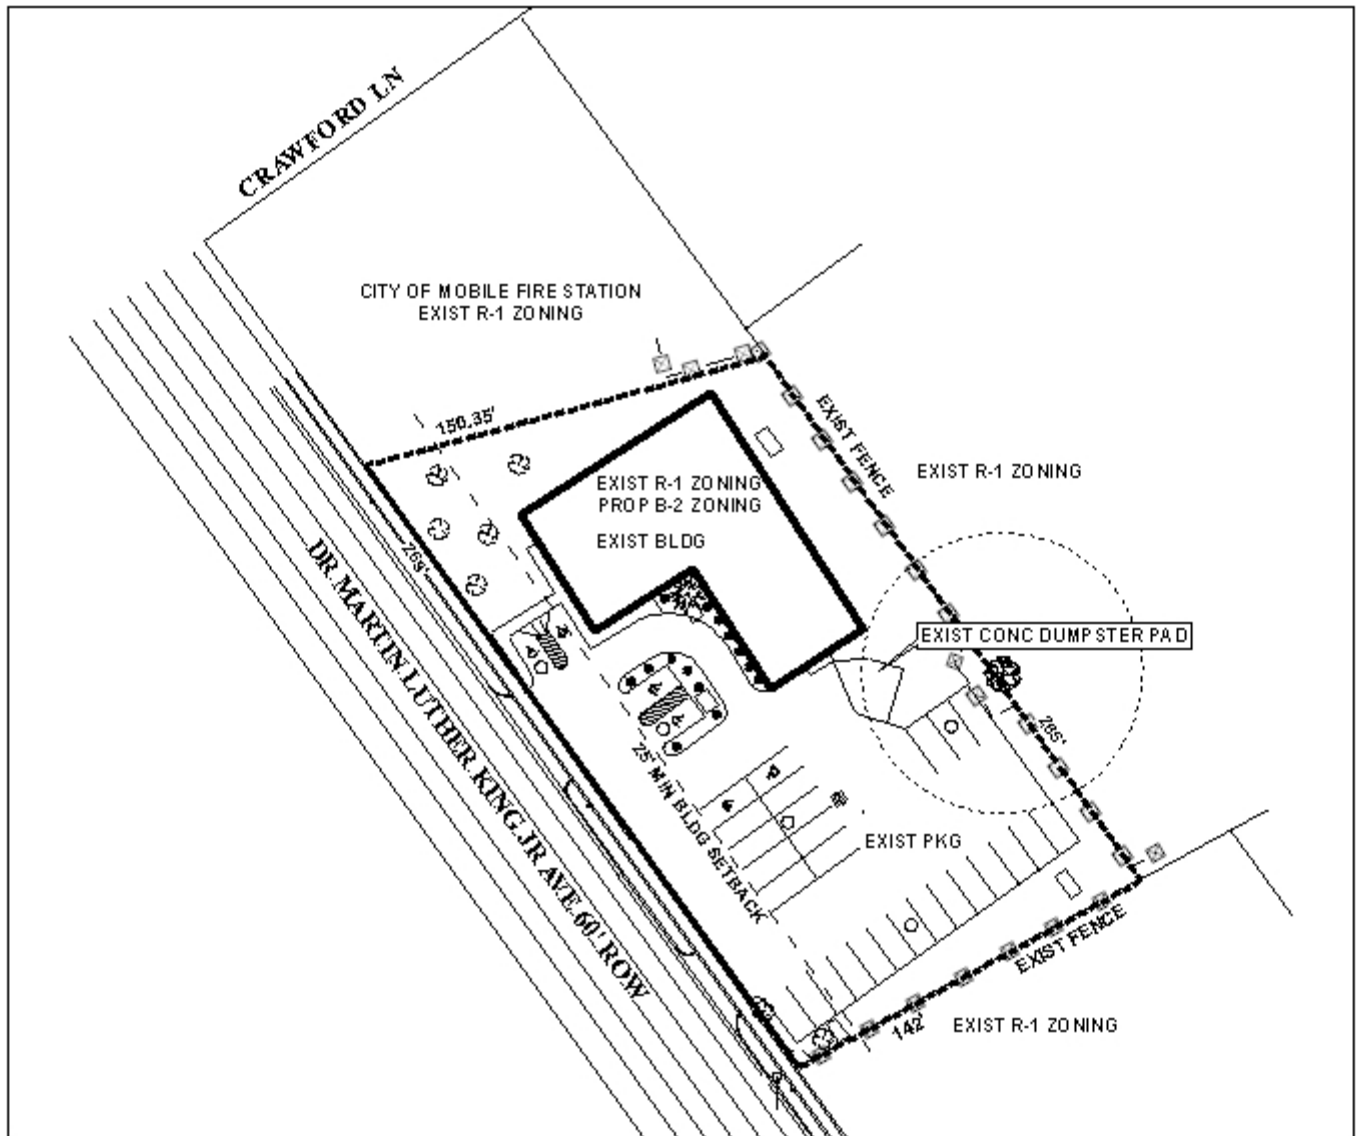 CRAWFORD LN
CITY OF MOBILE FIRE STATION
EXIST R-1 ZONING
150.35'
EXIST FENCE
EXIST R-1 ZONING
PROP B-2 ZONING
EXIST BLDG
EXIST R-1 ZONING
269'
DR MARTIN LUTHER KING JR AVE 60' ROW
EXIST CONC DUMPSTER PAD
25' MIN BLDG SETBACK
EXIST PKG
EXIST FENCE
142'
EXIST R-1 ZONING